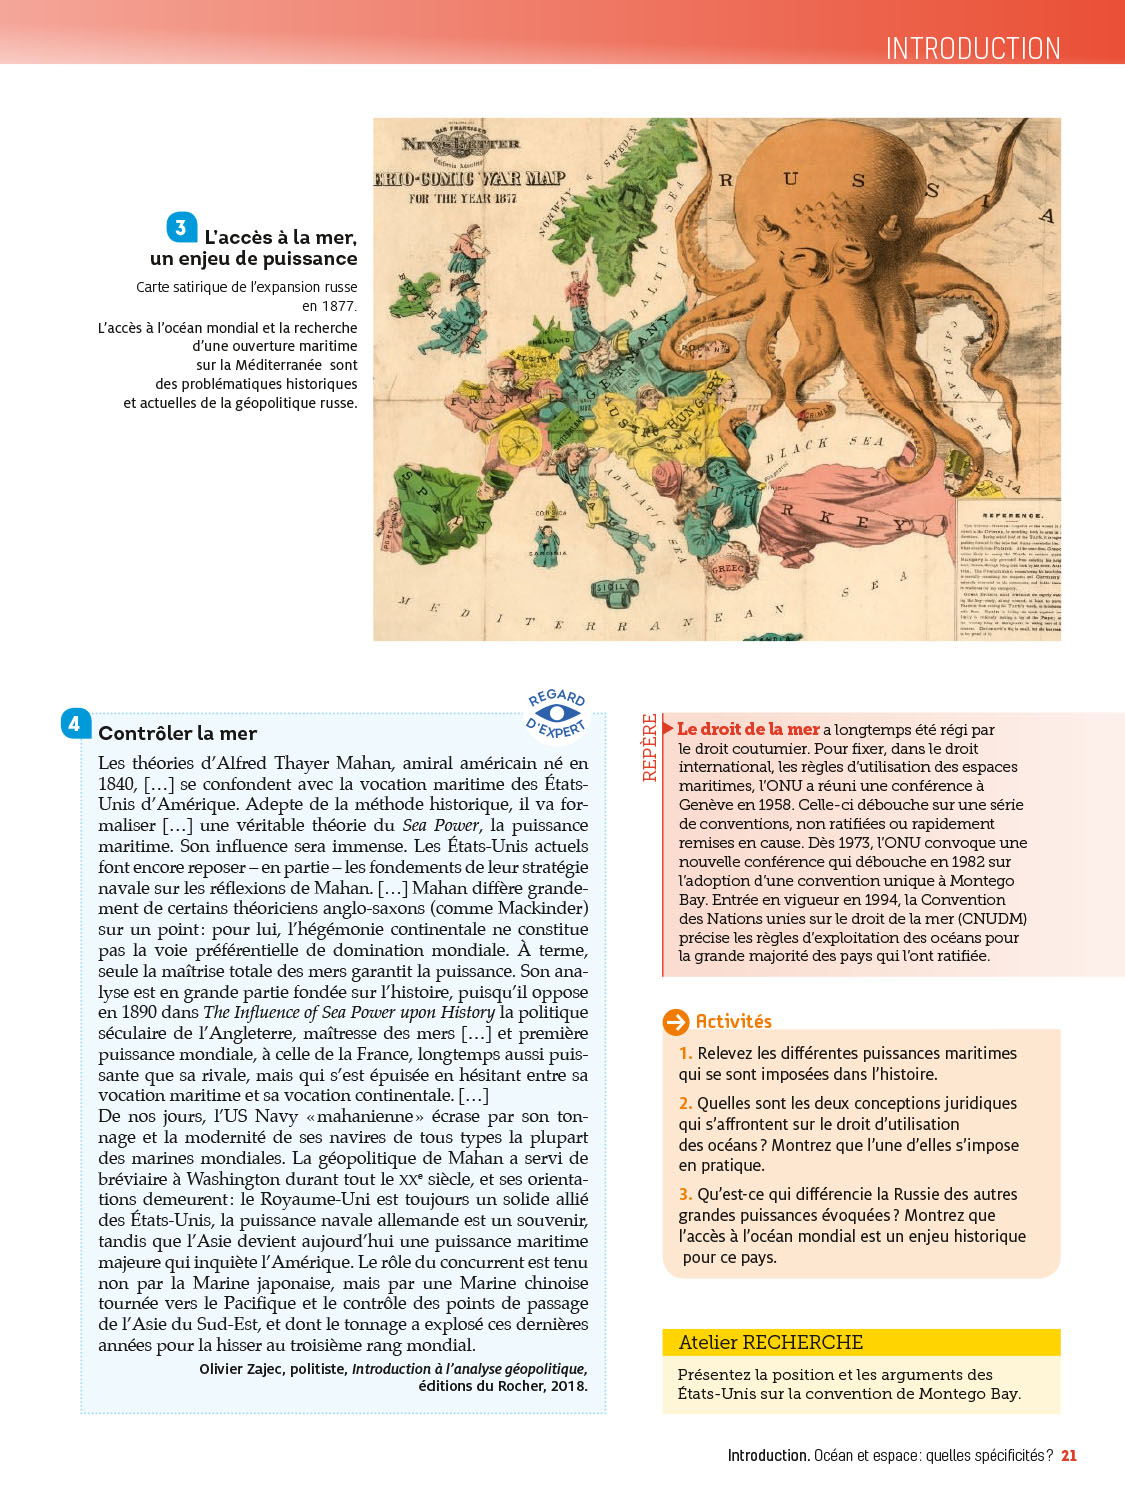 INTRODUCTION
3 L'accès à la mer,
un enjeu de puissance
Carte satirique de l'expansion russe
en 1877.
L'accès à l'océan mondial et la recherche
d'une ouverture maritime
sur la Méditerranée sont
des problématiques historiques
et actuelles de la géopolitique russe.
SAN FRANCISCO
NEWS LETTER
California Advertiser
ERIO-COMIC WAR MAP
FOR THE YEAR 1877
NORWAY & SWEDEN
RUSSIA
BALTIC SEA
CASPIAN SEA
HOLLAND
BELGIUM
GERMANY
POLAND
FRANCE
AUSTRO HUNGARY
CRIMEA
BLACK SEA
PERSIA
SPAIN
PORTUGAL
CORSICA
SARDINIA
ADRIATIC SEA
TURKEY
GREECE
SICILY
MEDITERRANEAN SEA
REFERENCE.
4 Contrôler la mer
REGARD D'EXPERT
Les théories d'Alfred Thayer Mahan, amiral américain né en
1840, […] se confondent avec la vocation maritime des États-
Unis d'Amérique. Adepte de la méthode historique, il va for-
maliser […] une véritable théorie du Sea Power, la puissance
maritime. Son influence sera immense. Les États-Unis actuels
font encore reposer – en partie – les fondements de leur stratégie
navale sur les réflexions de Mahan. […] Mahan diffère grande-
ment de certains théoriciens anglo-saxons (comme Mackinder)
sur un point : pour lui, l'hégémonie continentale ne constitue
pas la voie préférentielle de domination mondiale. À terme,
seule la maîtrise totale des mers garantit la puissance. Son ana-
lyse est en grande partie fondée sur l'histoire, puisqu'il oppose
en 1890 dans The Influence of Sea Power upon History la politique
séculaire de l'Angleterre, maîtresse des mers […] et première
puissance mondiale, à celle de la France, longtemps aussi puis-
sante que sa rivale, mais qui s'est épuisée en hésitant entre sa
vocation maritime et sa vocation continentale. […]
De nos jours, l'US Navy « mahanienne » écrase par son ton-
nage et la modernité de ses navires de tous types la plupart
des marines mondiales. La géopolitique de Mahan a servi de
bréviaire à Washington durant tout le XXe siècle, et ses orienta-
tions demeurent : le Royaume-Uni est toujours un solide allié
des États-Unis, la puissance navale allemande est un souvenir,
tandis que l'Asie devient aujourd'hui une puissance maritime
majeure qui inquiète l'Amérique. Le rôle du concurrent est tenu
non par la Marine japonaise, mais par une Marine chinoise
tournée vers le Pacifique et le contrôle des points de passage
de l'Asie du Sud-Est, et dont le tonnage a explosé ces dernières
années pour la hisser au troisième rang mondial.
Olivier Zajec, politiste, Introduction à l'analyse géopolitique,
éditions du Rocher, 2018.
REPÈRE
Le droit de la mer a longtemps été régi par
le droit coutumier. Pour fixer, dans le droit
international, les règles d'utilisation des espaces
maritimes, l'ONU a réuni une conférence à
Genève en 1958. Celle-ci débouche sur une série
de conventions, non ratifiées ou rapidement
remises en cause. Dès 1973, l'ONU convoque une
nouvelle conférence qui débouche en 1982 sur
l'adoption d'une convention unique à Montego
Bay. Entrée en vigueur en 1994, la Convention
des Nations unies sur le droit de la mer (CNUDM)
précise les règles d'exploitation des océans pour
la grande majorité des pays qui l'ont ratifiée.
Activités
1. Relevez les différentes puissances maritimes
qui se sont imposées dans l'histoire.
2. Quelles sont les deux conceptions juridiques
qui s'affrontent sur le droit d'utilisation
des océans ? Montrez que l'une d'elles s'impose
en pratique.
3. Qu'est-ce qui différencie la Russie des autres
grandes puissances évoquées ? Montrez que
l'accès à l'océan mondial est un enjeu historique
pour ce pays.
Atelier RECHERCHE
Présentez la position et les arguments des
États-Unis sur la convention de Montego Bay.
Introduction. Océan et espace : quelles spécificités ? 21